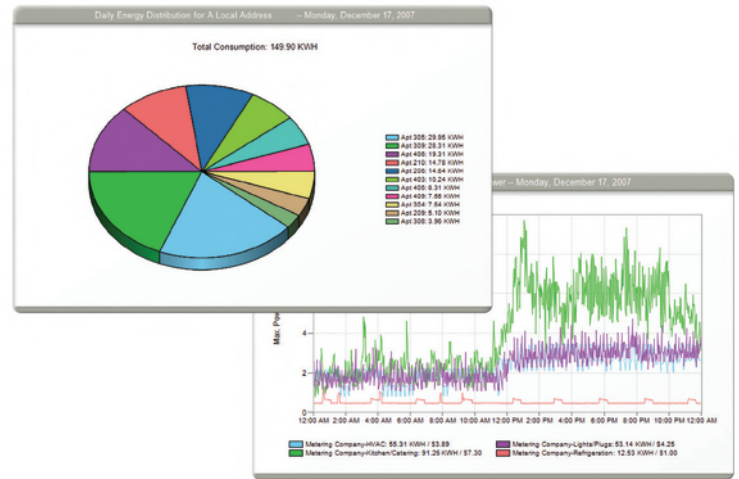 Daily Energy Distribution for A Local Address – Monday, December 17, 2007
Total Consumption: 149.90 KWH
Apt 305: 29.95 KWH
Apt 309: 28.31 KWH
Apt 406: 19.31 KWH
Apt 210: 14.78 KWH
Apt 206: 14.64 KWH
Apt 403: 10.24 KWH
Apt 405: 8.31 KWH
Apt 409: 7.66 KWH
Apt 304: 7.64 KWH
Apt 209: 5.10 KWH
Apt 308: 3.96 KWH
– Monday, December 17, 2007
Max. Pow
4
2
0
12:00 AM 2:00 AM 4:00 AM 6:00 AM 8:00 AM 10:00 AM 12:00 PM 2:00 PM 4:00 PM 6:00 PM 8:00 PM 10:00 PM 12:00 AM
Metering Company-HVAC: 55.31 KWH / $3.89 Metering Company-Lights/Plugs: 53.14 KWH / $4.25
Metering Company-Kitchen/Catering: 91.25 KWH / $7.30 Metering Company-Refrigeration: 12.53 KWH / $1.00